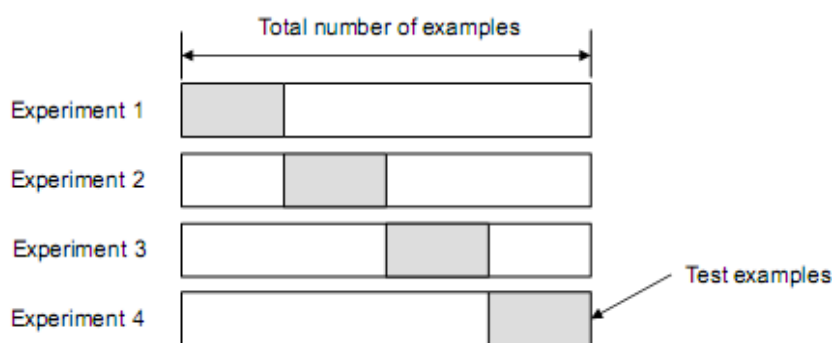 Total number of examples
Experiment 1
Experiment 2
Experiment 3
Test examples
Experiment 4